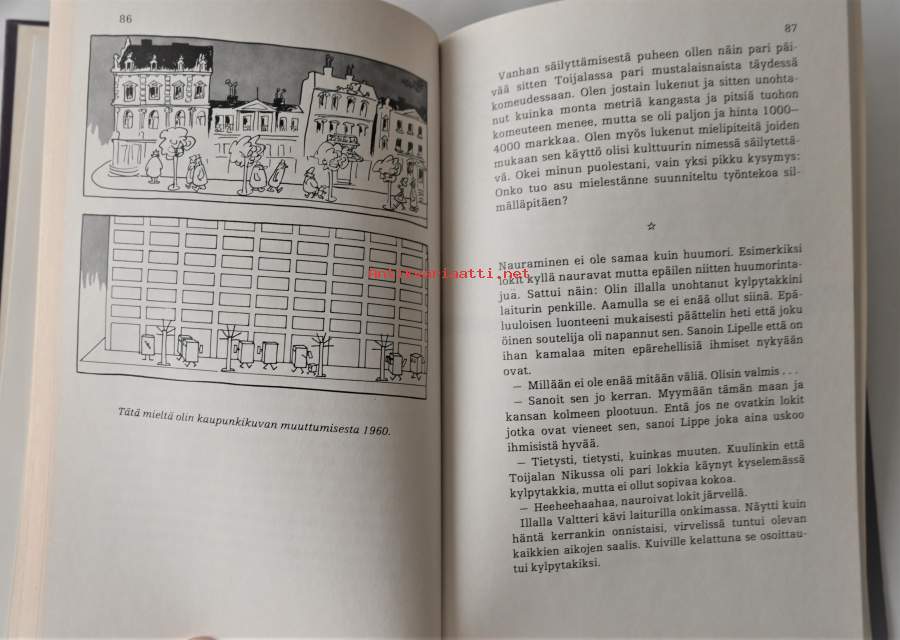 86
Tätä mieltä olin kaupunkikuvan muuttumisesta 1960.
87
Vanhan säilyttämisestä puheen ollen näin pari päi-
vää sitten Toijalassa pari mustalaisnaista täydessä
komeudessaan. Olen jostain lukenut ja sitten unohta-
nut kuinka monta metriä kangasta ja pitsiä tuohon
komeuteen menee, mutta se oli paljon ja hinta 1000—
4000 markkaa. Olen myös lukenut mielipiteitä joiden
mukaan sen käyttö olisi kulttuurin nimessä säilytettä-
vä. Okei minun puolestani, vain yksi pikku kysymys:
Onko tuo asu mielestänne suunniteltu työntekoa sil-
mälläpitäen?
☆
Nauraminen ei ole samaa kuin huumori. Esimerkiksi
lokit kyllä nauravat mutta epäilen niitten huumorinta-
jua. Sattui näin: Olin illalla unohtanut kylpytakkini
laiturin penkille. Aamulla se ei enää ollut siinä. Epä-
luuloisen luonteeni mukaisesti päättelin heti että joku
öinen soutelija oli napannut sen. Sanoin Lipelle että on
ihan kamalaa miten epärehellisiä ihmiset nykyään
ovat.
— Millään ei ole enää mitään väliä. Olisin valmis . . .
— Sanoit sen jo kerran. Myymään tämän maan ja
kansan kolmeen plootuun. Entä jos ne ovatkin lokit
jotka ovat vieneet sen, sanoi Lippe joka aina uskoo
ihmisistä hyvää.
— Tietysti, tietysti, kuinkas muuten. Kuulinkin että
Toijalan Nikussa oli pari lokkia käynyt kyselemässä
kylpytakkia, mutta ei ollut sopivaa kokoa.
— Heeheehaahaa, nauroivat lokit järvellä.
Illalla Valtteri kävi laiturilla onkimassa. Näytti kuin
häntä kerrankin onnistaisi, virvelissä tuntui olevan
kaikkien aikojen saalis. Kuiville kelattuna se osoittau-
tui kylpytakiksi.
antikvariaatti.net